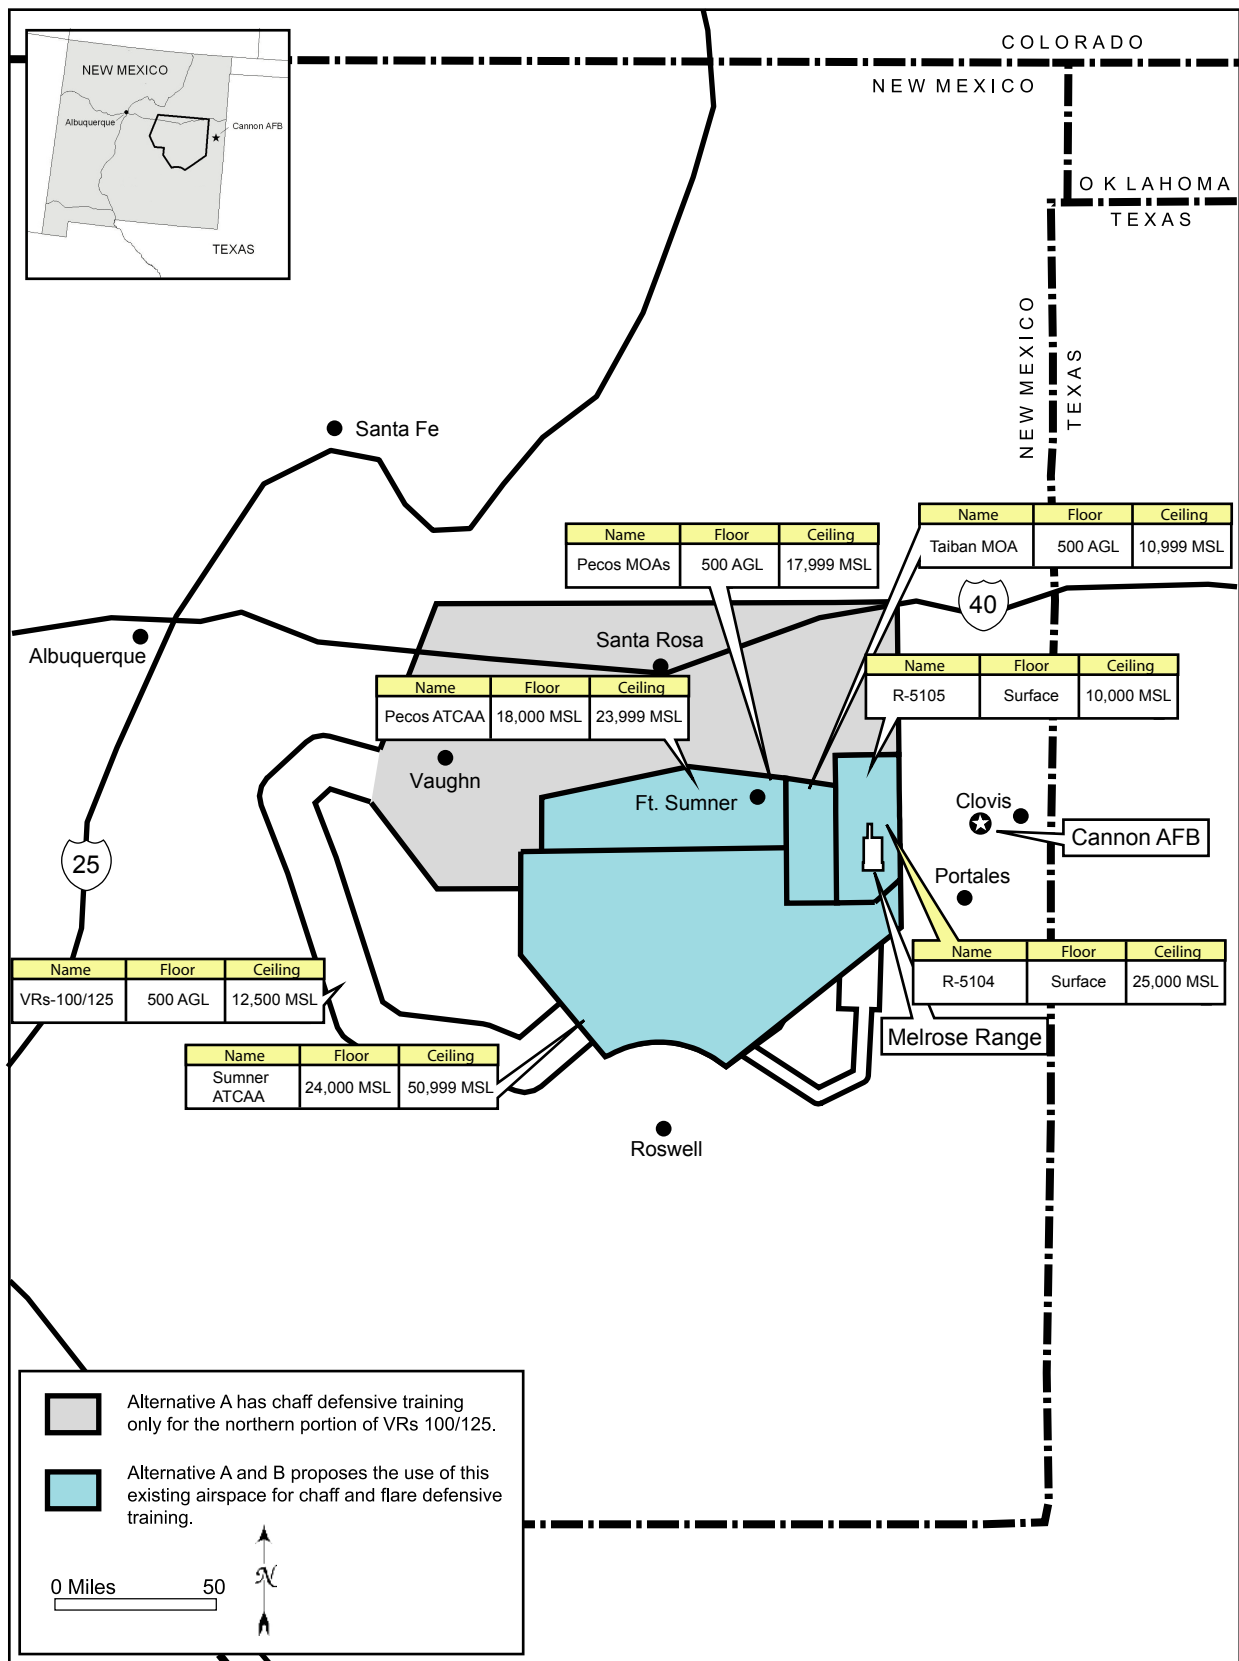 COLORADO
NEW MEXICO
OKLAHOMA
TEXAS
NEW MEXICO
TEXAS
NEW MEXICO
Albuquerque
Cannon AFB
TEXAS
Santa Fe
Name Floor Ceiling
Taiban MOA 500 AGL 10,999 MSL
Name Floor Ceiling
Pecos MOAs 500 AGL 17,999 MSL
40
Albuquerque
Santa Rosa
Name Floor Ceiling
R-5105 Surface 10,000 MSL
Name Floor Ceiling
Pecos ATCAA 18,000 MSL 23,999 MSL
Vaughn
Ft. Sumner
Clovis
Cannon AFB
25
Portales
Name Floor Ceiling
R-5104 Surface 25,000 MSL
Name Floor Ceiling
VRs-100/125 500 AGL 12,500 MSL
Melrose Range
Name Floor Ceiling
Sumner
ATCAA 24,000 MSL 50,999 MSL
Roswell
Alternative A has chaff defensive training
only for the northern portion of VRs 100/125.
Alternative A and B proposes the use of this
existing airspace for chaff and flare defensive
training.
0 Miles 50
N